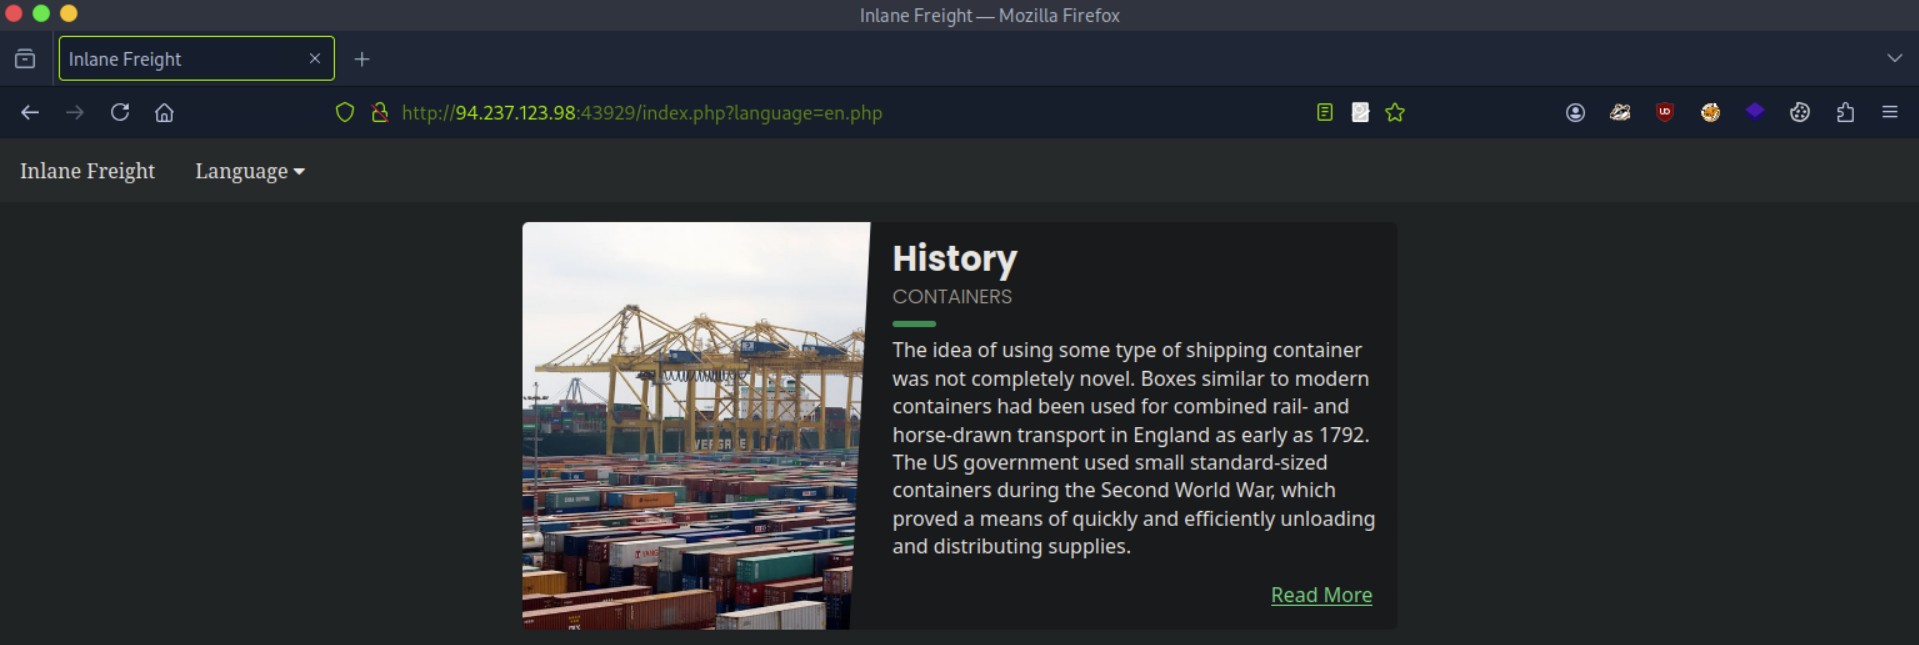 Inlane Freight — Mozilla Firefox
Inlane Freight
http://94.237.123.98:43929/index.php?language=en.php
Inlane Freight Language
History
CONTAINERS
The idea of using some type of shipping container
was not completely novel. Boxes similar to modern
containers had been used for combined rail- and
horse-drawn transport in England as early as 1792.
The US government used small standard-sized
containers during the Second World War, which
proved a means of quickly and efficiently unloading
and distributing supplies.
Read More